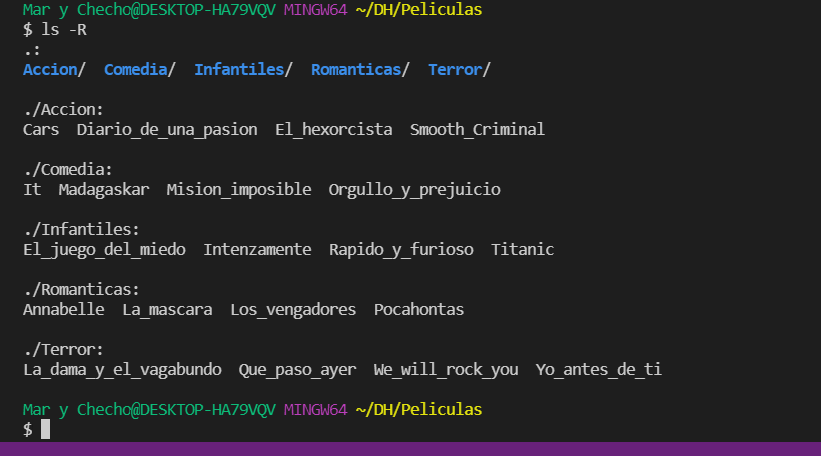 Mar y Checho@DESKTOP-HA79VQV MINGW64 ~/DH/Peliculas
$ ls -R
.:
Accion/  Comedia/  Infantiles/  Romanticas/  Terror/
./Accion:
Cars  Diario_de_una_pasion  El_hexorcista  Smooth_Criminal
./Comedia:
It  Madagaskar  Mision_imposible  Orgullo_y_prejuicio
./Infantiles:
El_juego_del_miedo  Intenzamente  Rapido_y_furioso  Titanic
./Romanticas:
Annabelle  La_mascara  Los_vengadores  Pocahontas
./Terror:
La_dama_y_el_vagabundo  Que_paso_ayer  We_will_rock_you  Yo_antes_de_ti
Mar y Checho@DESKTOP-HA79VQV MINGW64 ~/DH/Peliculas
$